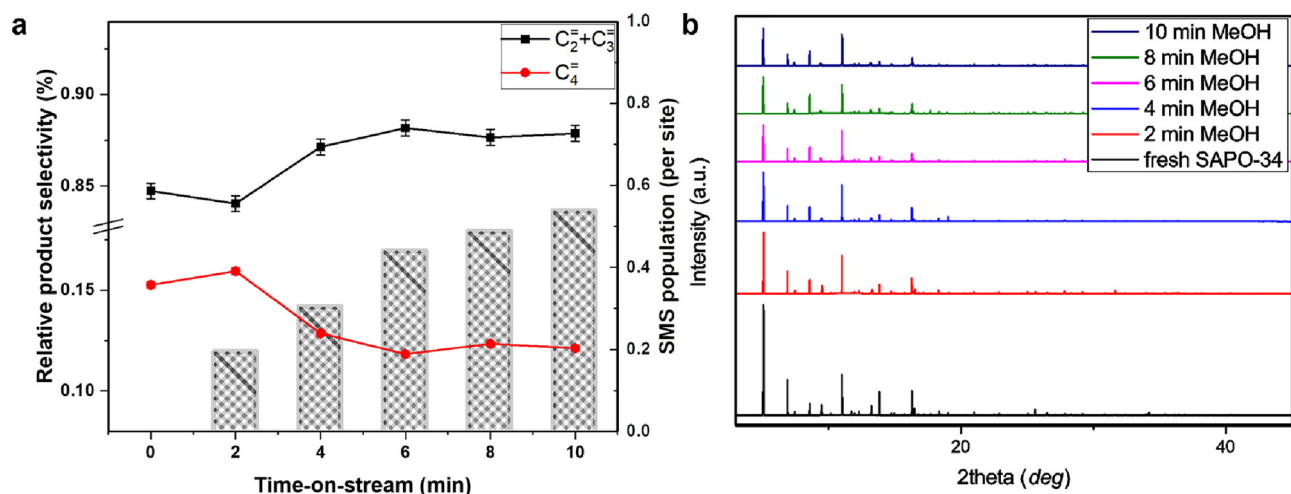 a
C₂⁼+C₃⁼
C₄⁼
Relative product selectivity (%)
0.90
0.85
0.15
0.10
SMS population (per site)
1.0
0.8
0.6
0.4
0.2
0.0
0 2 4 6 8 10
Time-on-stream (min)
b
10 min MeOH
8 min MeOH
6 min MeOH
4 min MeOH
2 min MeOH
fresh SAPO-34
Intensity (a.u.)
20 40
2theta (deg)